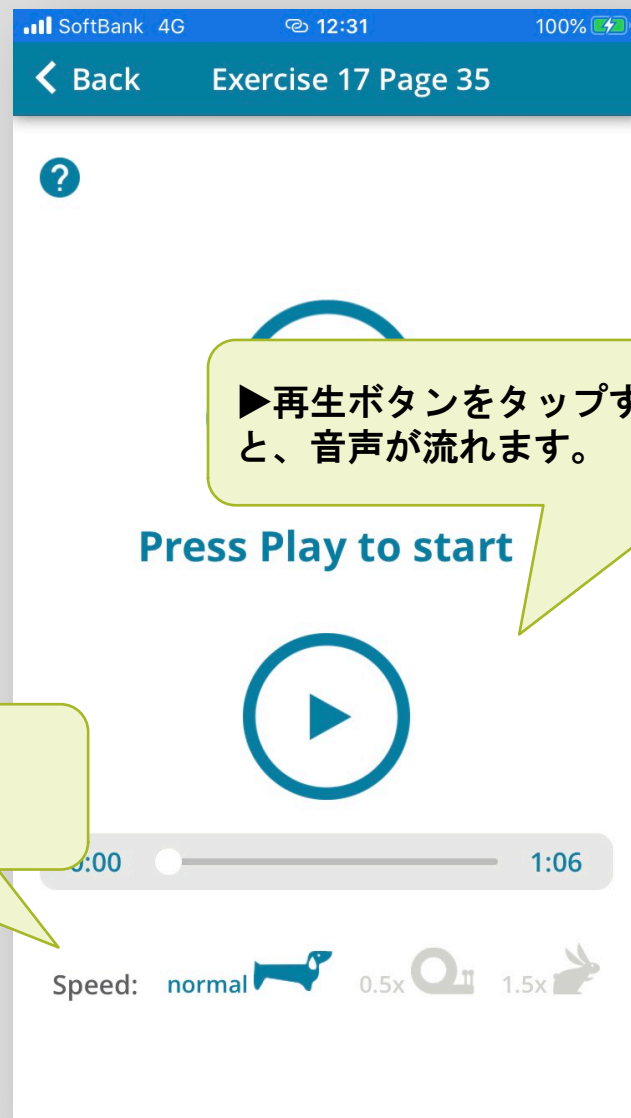 SoftBank 4G 12:31 100%
Back Exercise 17 Page 35
?
▶再生ボタンをタップす
と、音声が流れます。
Press Play to start
:00 1:06
Speed: normal 0.5x 1.5x